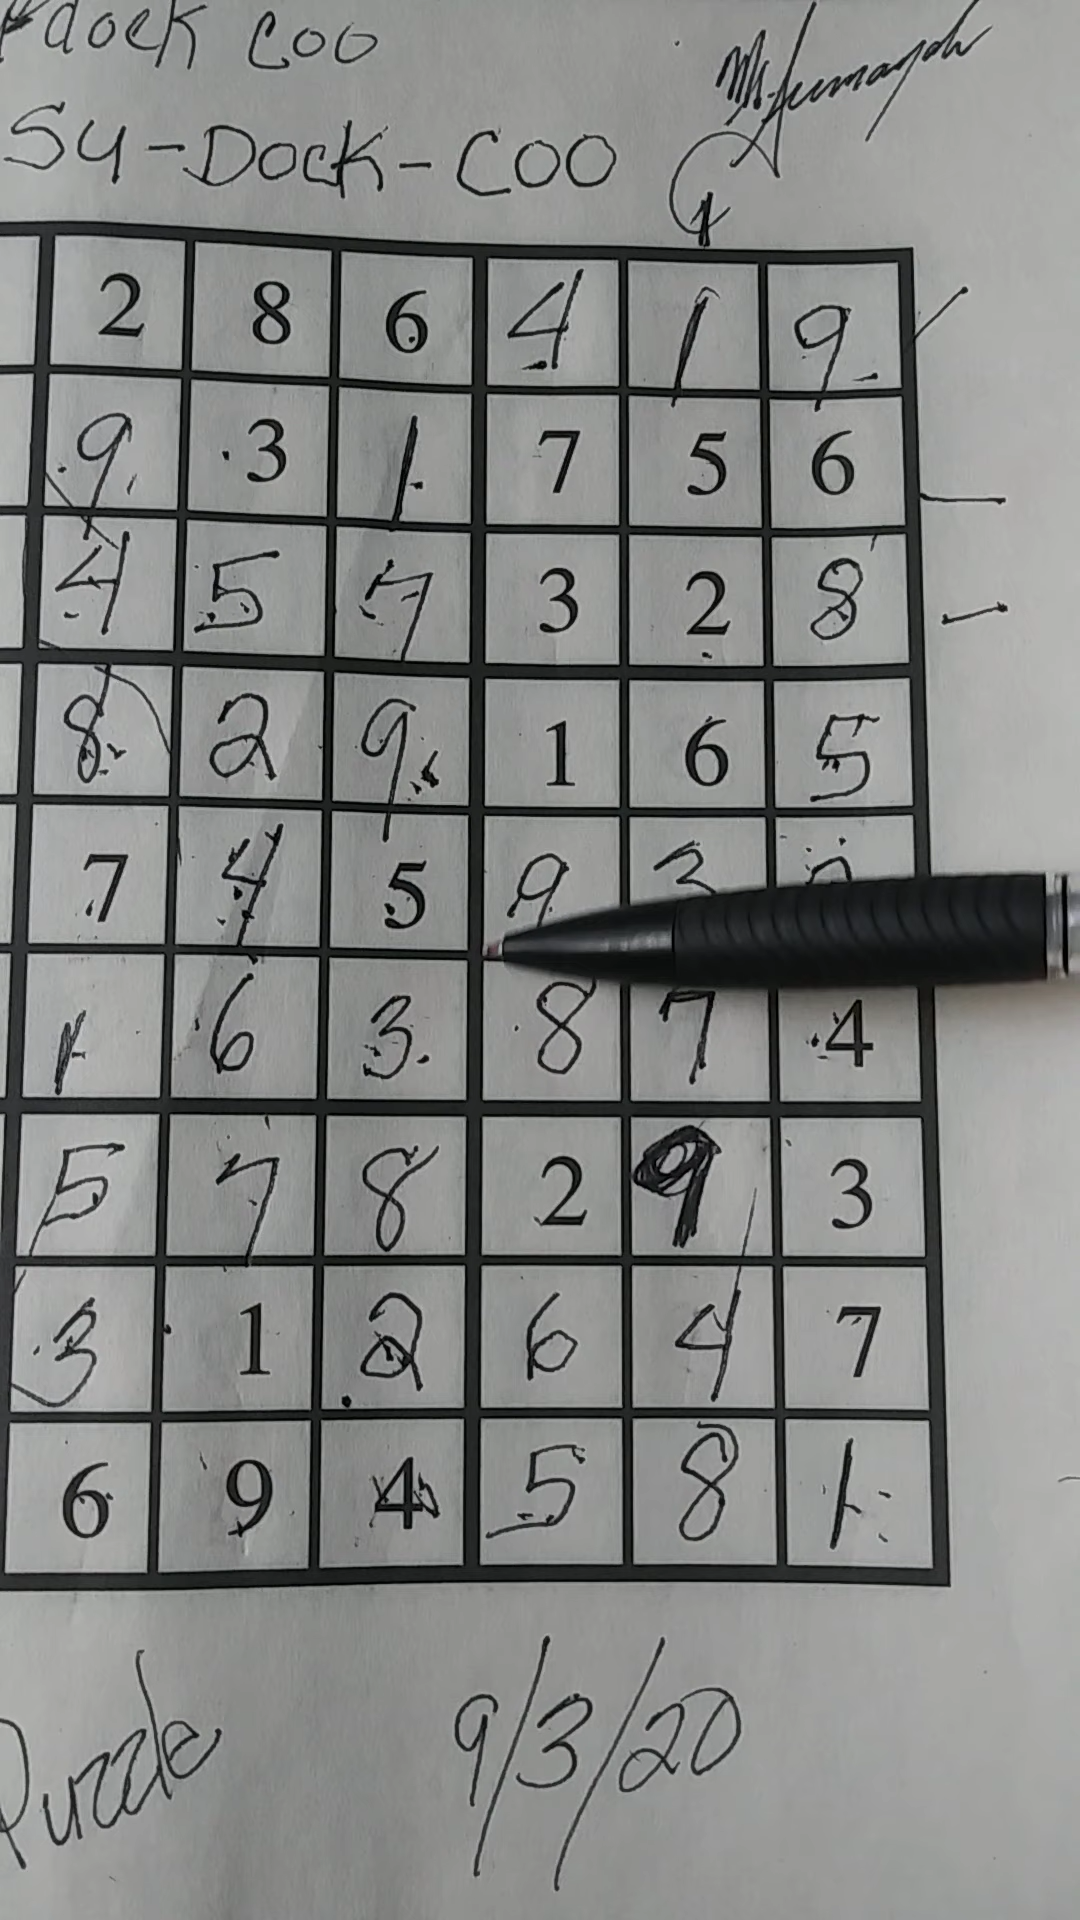 dock coo
Su-Dock-Coo
2 8 6 4 1 9
9 3 1 7 5 6
4 5 7 3 2 8
8 2 9 1 6 5
7 4 5 9 3
1 6 3 8 7 4
5 7 8 2 9 3
3 1 2 6 4 7
6 9 4 5 8 1
Puzzle 9/3/20